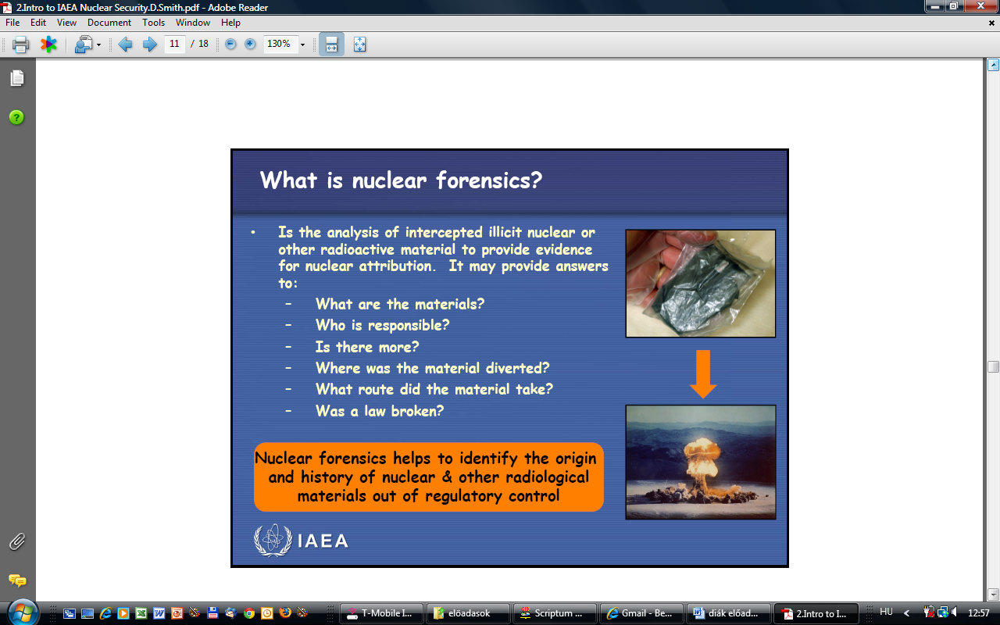 2.Intro to IAEA Nuclear Security.D.Smith.pdf - Adobe Reader
File Edit View Document Tools Window Help
11 / 18 130%
What is nuclear forensics?
• Is the analysis of intercepted illicit nuclear or
other radioactive material to provide evidence
for nuclear attribution. It may provide answers
to:
– What are the materials?
– Who is responsible?
– Is there more?
– Where was the material diverted?
– What route did the material take?
– Was a law broken?
Nuclear forensics helps to identify the origin
and history of nuclear & other radiological
materials out of regulatory control
IAEA
T-Mobile I... előadasok Scriptum ... Gmail - Be... diák előad... 2.Intro to I... HU 12:57